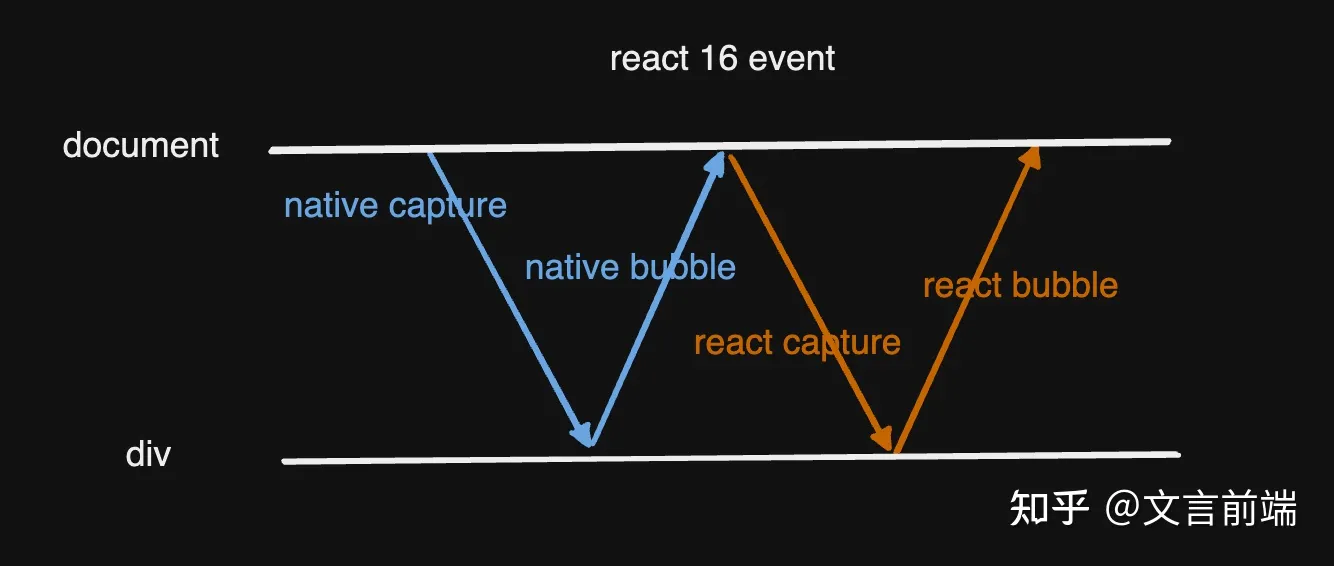 react 16 event
document
native capture
native bubble
react bubble
react capture
div
知乎 @文言前端